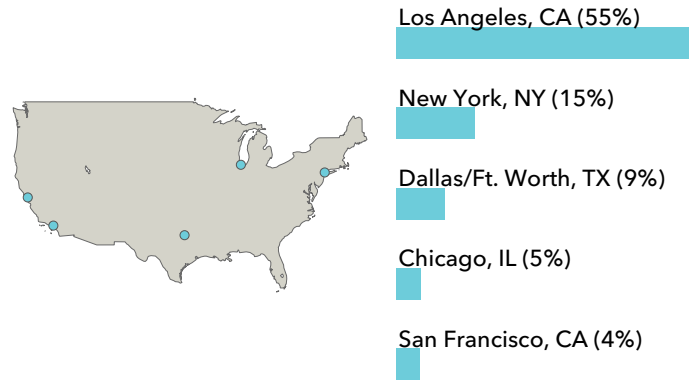 Los Angeles, CA (55%)
New York, NY (15%)
Dallas/Ft. Worth, TX (9%)
Chicago, IL (5%)
San Francisco, CA (4%)